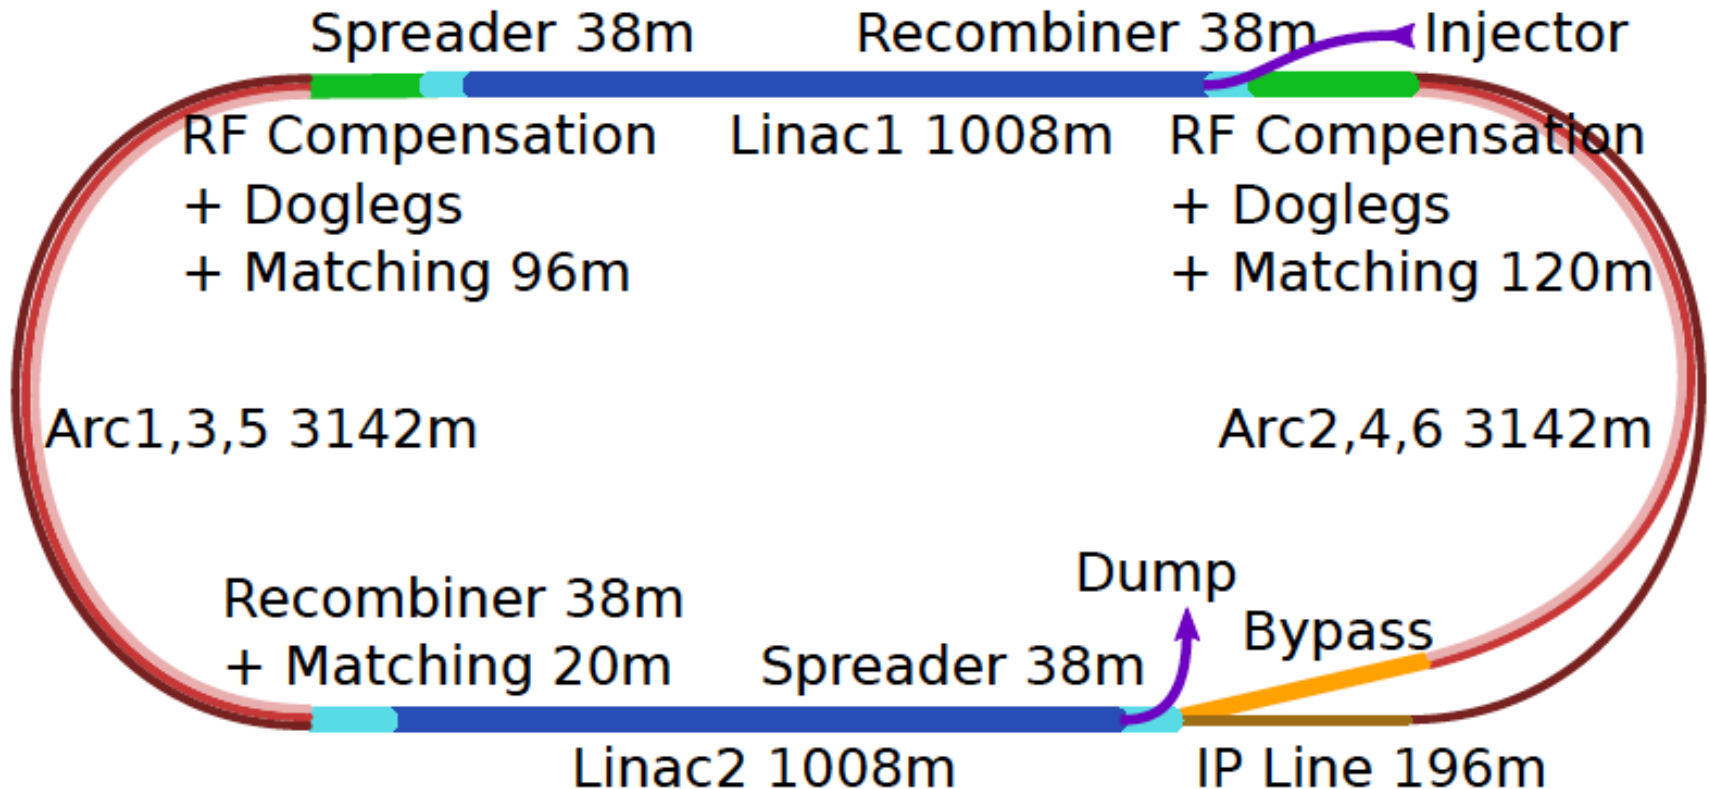 Spreader 38m
Recombiner 38m
Injector
RF Compensation
+ Doglegs
+ Matching 96m
Linac1 1008m
RF Compensation
+ Doglegs
+ Matching 120m
Arc1,3,5 3142m
Arc2,4,6 3142m
Recombiner 38m
+ Matching 20m
Spreader 38m
Dump
Bypass
Linac2 1008m
IP Line 196m